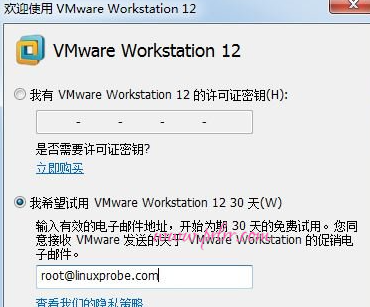 欢迎使用 VMware Workstation 12
VMware Workstation 12
我有 VMware Workstation 12 的许可证密钥(H):
- - - -
是否需要许可证密钥?
立即购买
我希望试用 VMware Workstation 12 30 天(W)
输入有效的电子邮件地址，开始为期 30 天的免费试用。您同
意接收 VMware 发送的关于 VMware Workstation 的促销电
子邮件。
root@linuxprobe.com
查看我们的隐私策略